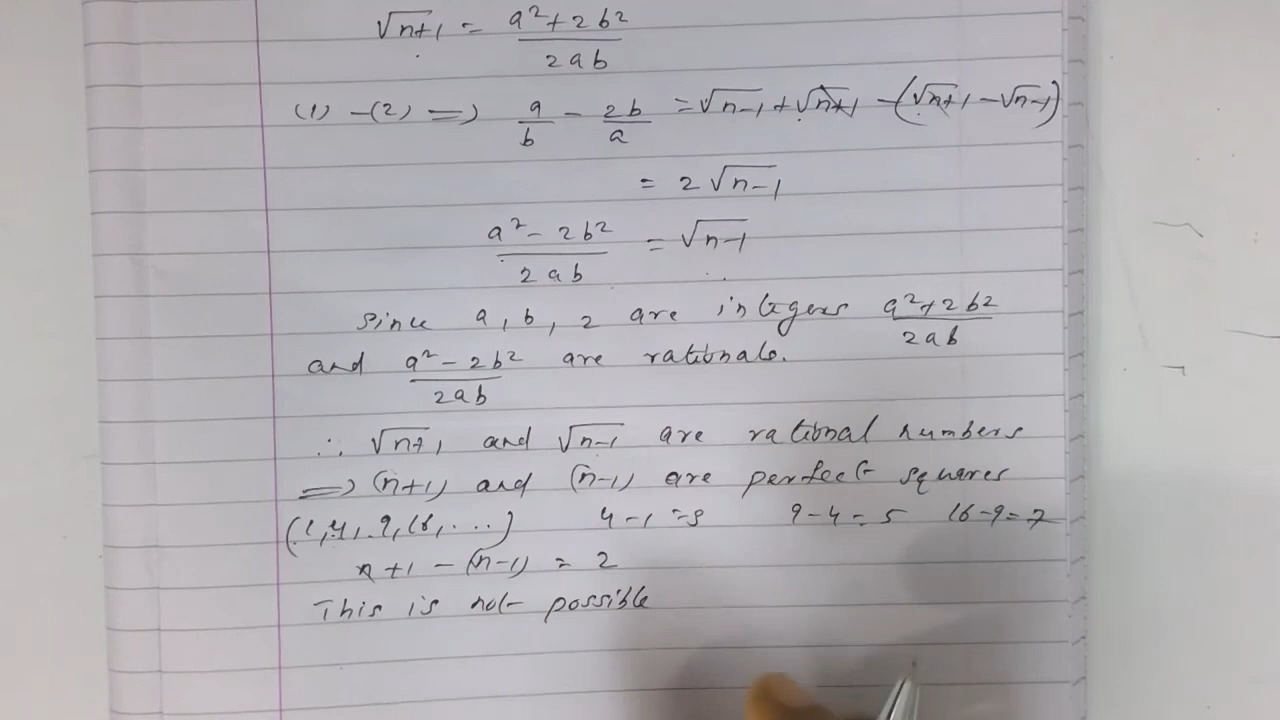 √n+1 = a²+2b² / 2ab
(1) -(2) => a/b - 2b/a = √n-1 + √n+1 - (√n+1 - √n-1)
= 2√n-1
a²-2b² / 2ab = √n-1
Since a, b, 2 are integers a²+2b² / 2ab
and a²-2b² / 2ab are rationals.
∴ √n+1 and √n-1 are rational numbers
=> (n+1) and (n-1) are perfect squares
(1,4,9,16,...) 4-1=3 9-4=5 16-9=7
n+1 - (n-1) = 2
This is not possible